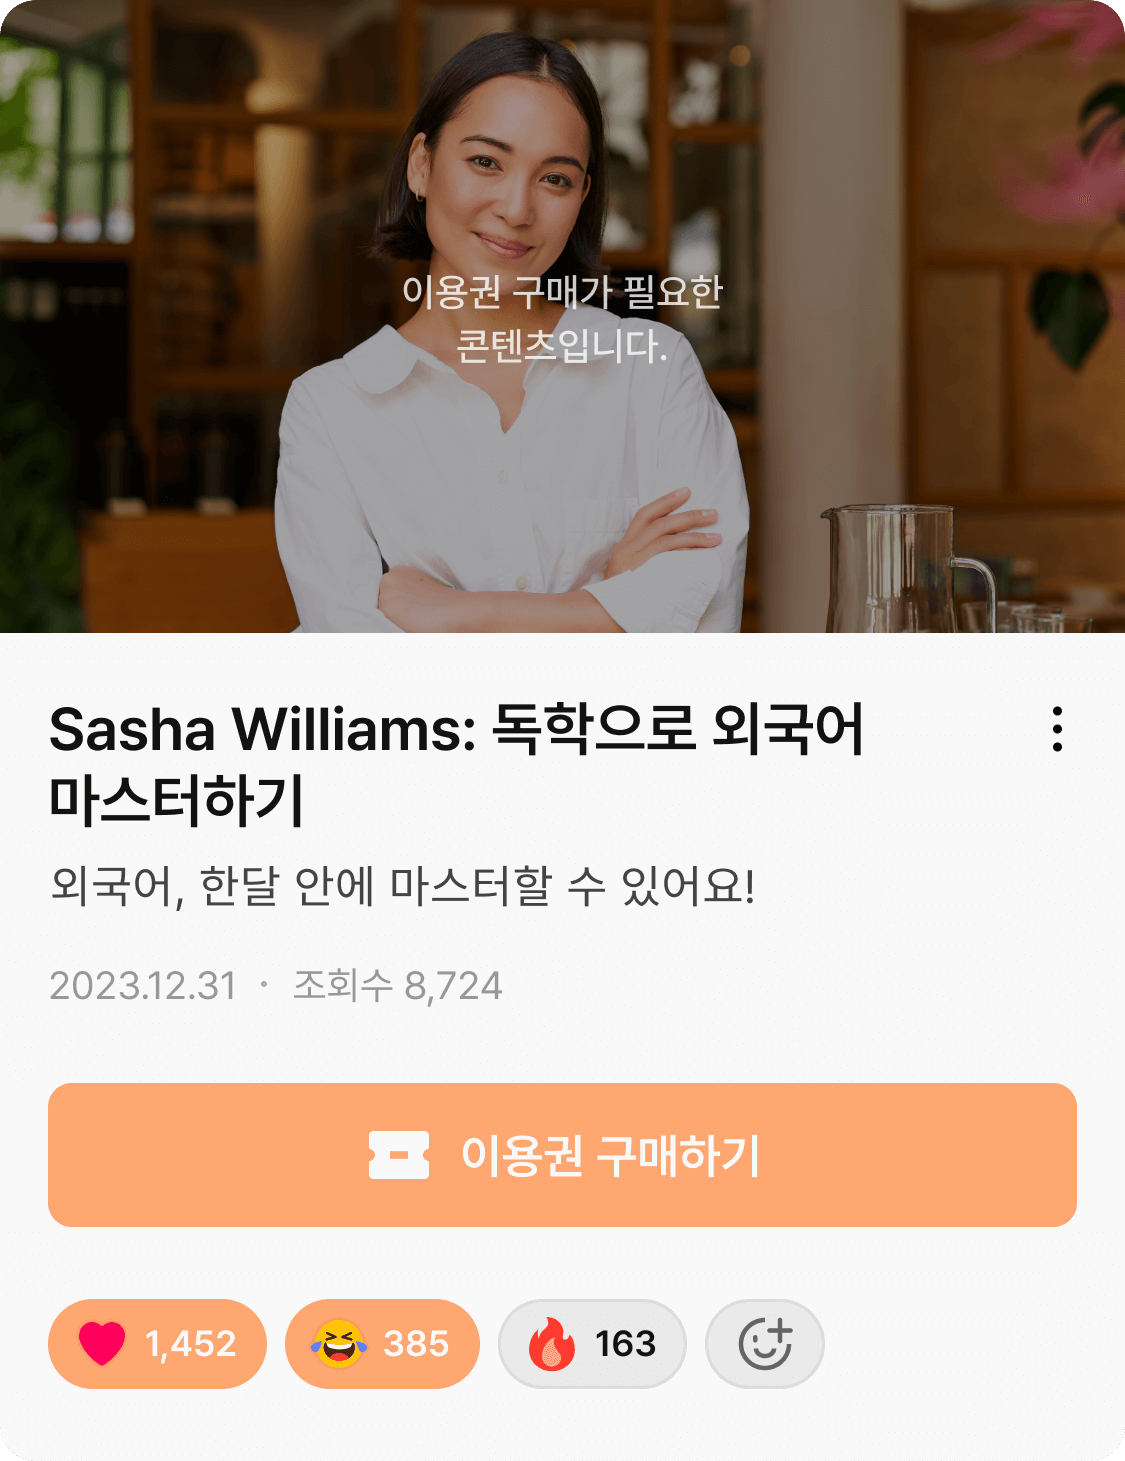 이용권 구매가 필요한
콘텐츠입니다.
Sasha Williams: 독학으로 외국어
마스터하기
외국어, 한달 안에 마스터할 수 있어요!
2023.12.31 · 조회수 8,724
이용권 구매하기
1,452 385 163